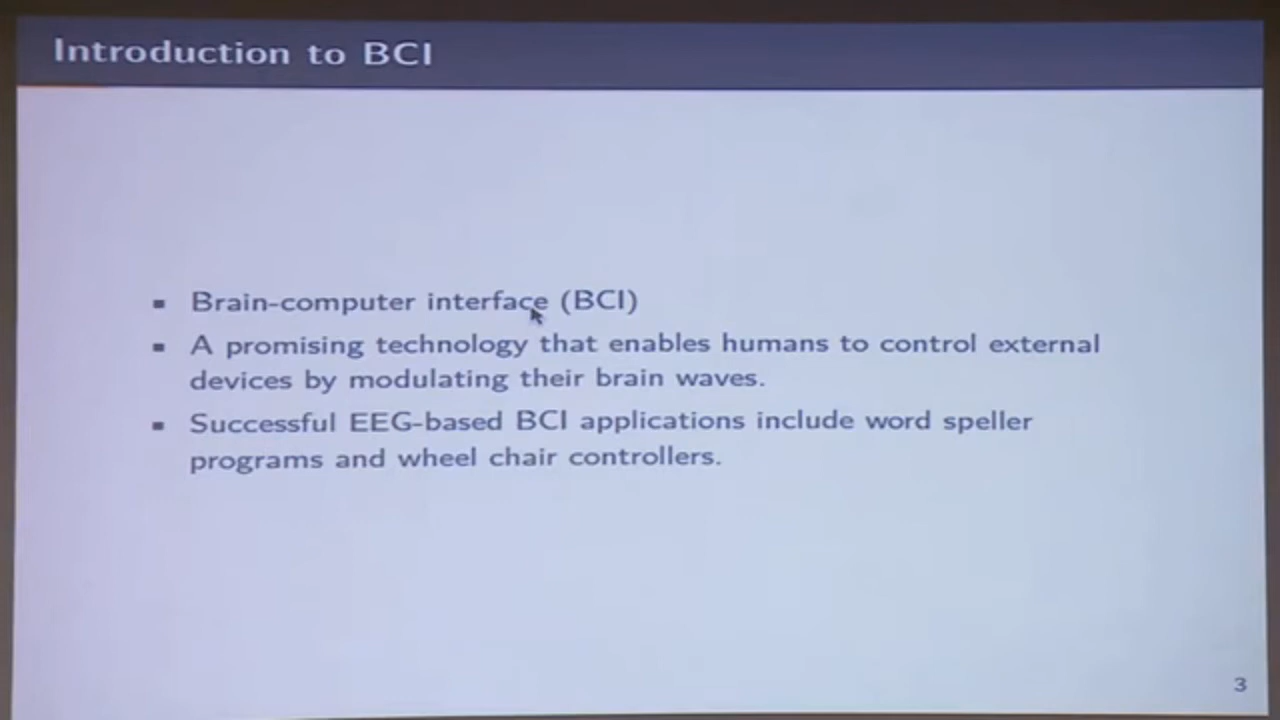 Introduction to BCI
▪ Brain-computer interface (BCI)
▪ A promising technology that enables humans to control external
devices by modulating their brain waves.
▪ Successful EEG-based BCI applications include word speller
programs and wheel chair controllers.
3